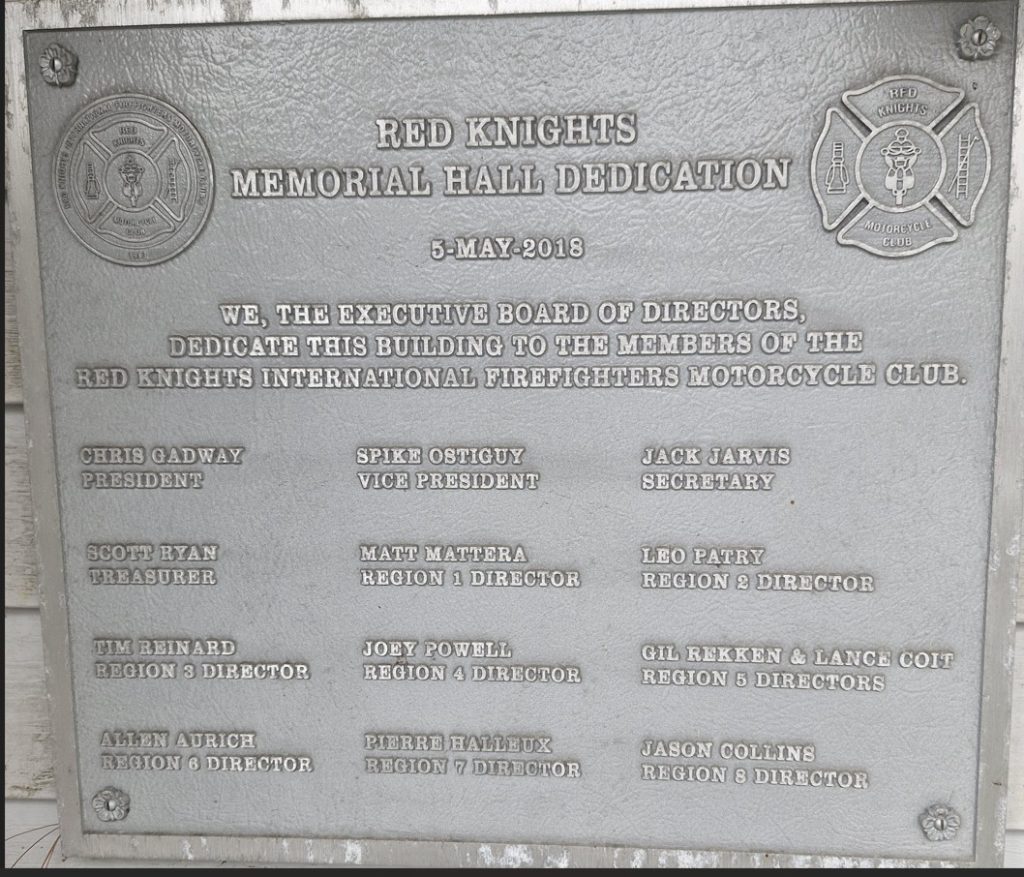 RED KNIGHTS
MEMORIAL HALL DEDICATION
5-MAY-2018
WE, THE EXECUTIVE BOARD OF DIRECTORS,
DEDICATE THIS BUILDING TO THE MEMBERS OF THE
RED KNIGHTS INTERNATIONAL FIREFIGHTERS MOTORCYCLE CLUB.
CHRIS GADWAY
PRESIDENT
SPIKE OSTIGUY
VICE PRESIDENT
JACK JARVIS
SECRETARY
SCOTT RYAN
TREASURER
MATT MATTERA
REGION 1 DIRECTOR
LEO PATRY
REGION 2 DIRECTOR
TIM REINARD
REGION 3 DIRECTOR
JOEY POWELL
REGION 4 DIRECTOR
GIL REKKEN & LANCE COIT
REGION 5 DIRECTORS
ALLEN AURICH
REGION 6 DIRECTOR
PIERRE HALLEUX
REGION 7 DIRECTOR
JASON COLLINS
REGION 8 DIRECTOR
RED
KNIGHTS
MOTORCYCLE
CLUB
RED
KNIGHTS
MOTORCYCLE
CLUB